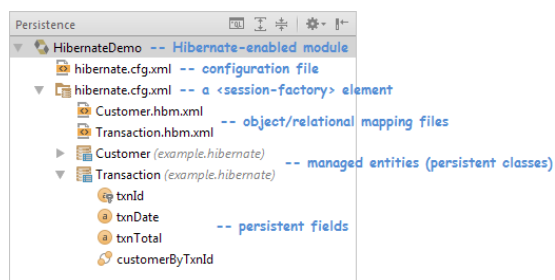 Persistence
HibernateDemo -- Hibernate-enabled module
hibernate.cfg.xml -- configuration file
hibernate.cfg.xml -- a <session-factory> element
Customer.hbm.xml
-- object/relational mapping files
Transaction.hbm.xml
Customer (example.hibernate)
-- managed entities (persistent classes)
Transaction (example.hibernate)
txnId
txnDate
-- persistent fields
txnTotal
customerByTxnId